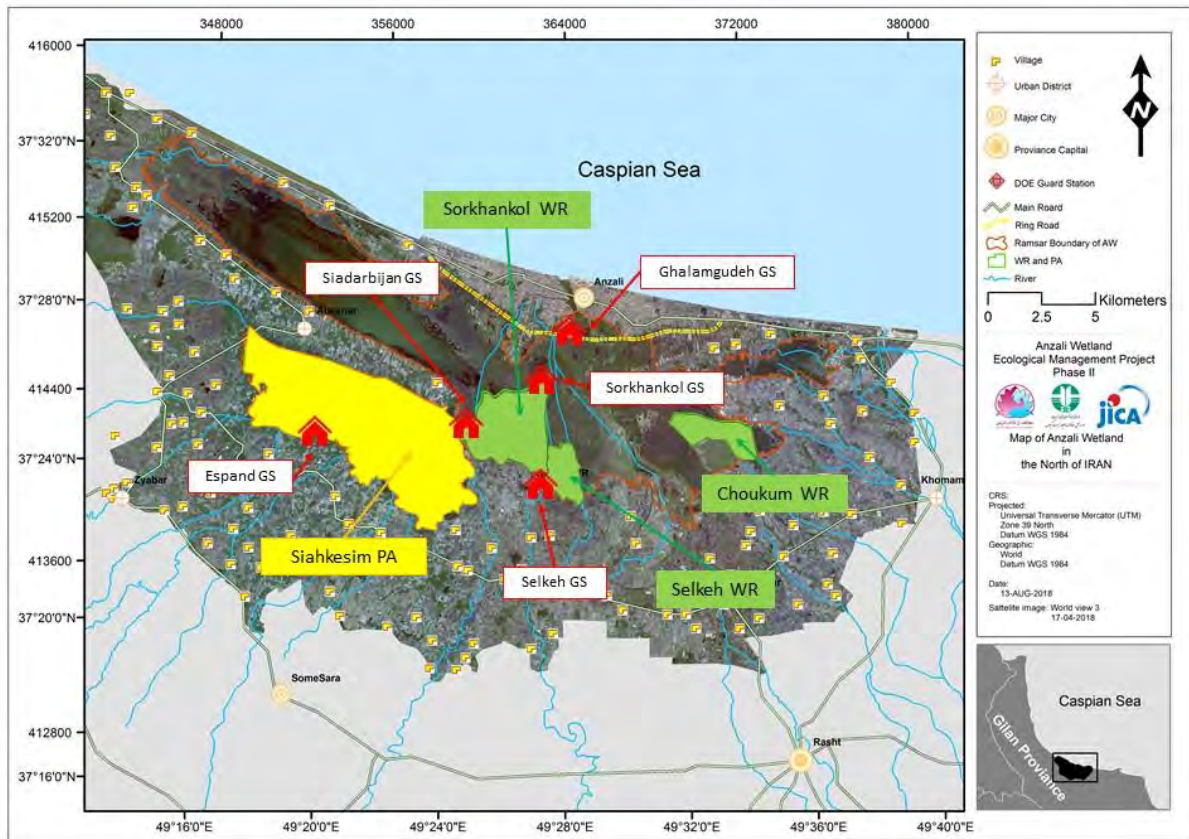 348000 356000 364000 372000 380000
416000
37°32'0"N
415200
37°28'0"N
414400
37°24'0"N
413600
37°20'0"N
412800
37°16'0"N
49°16'0"E 49°20'0"E 49°24'0"E 49°28'0"E 49°32'0"E 49°36'0"E 49°40'0"E
Caspian Sea
Sorkhankol WR
Siadarbijan GS
Ghalamgudeh GS
Anzali
Sorkhankol GS
Espand GS
Zyabar
Khomam
Choukum WR
Siahkesim PA
Selkeh GS
Selkeh WR
SomeSara
Rasht
Village
Urban District
Major City
Proviance Capital
DOE Guard Station
Main Roard
Ring Road
Ramsar Boundary of AW
WR and PA
River
N
0 2.5 5 Kilometers
Anzali Wetland
Ecological Management Project
Phase II
jICA
Map of Anzali Wetland
in
the North of IRAN
CRS:
Projected:
Universal Transverse Mercator (UTM)
Zone 39 North
Datum WGS 1984
Geographic:
World
Datum WGS 1984
Date:
13-AUG-2018
Sattelite image: World view 3
17-04-2018
Caspian Sea
Gilan Proviance